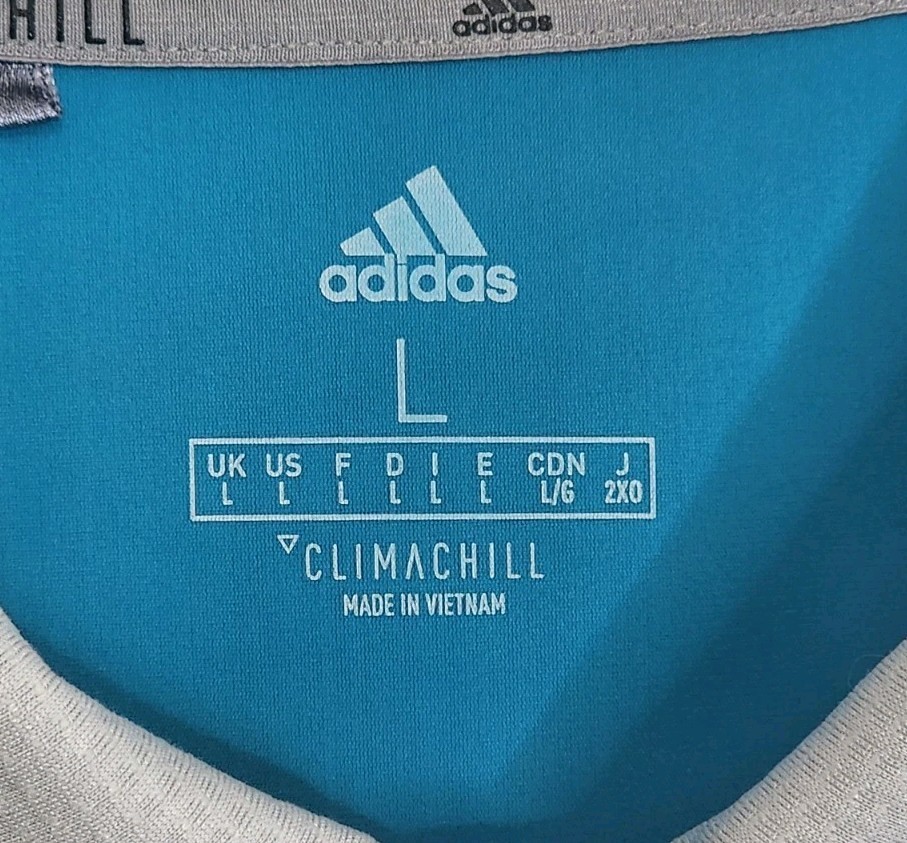 HILL adidas
adidas
L
UK US F D I E CDN J
L L L L L L L/G 2XO
CLIMACHILL
MADE IN VIETNAM